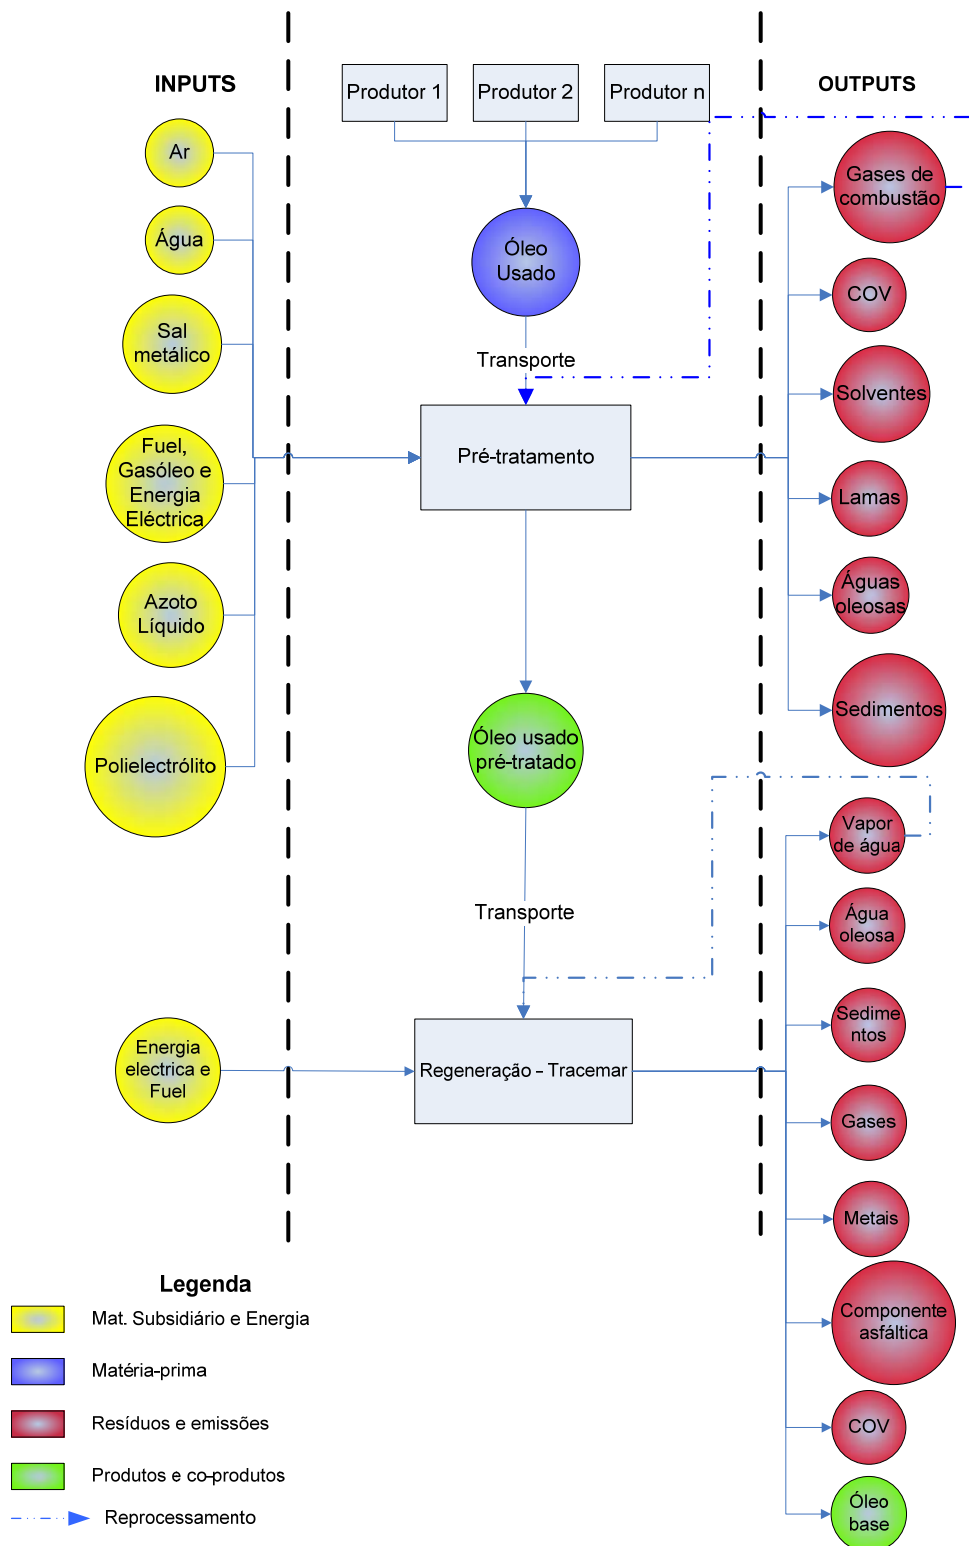 INPUTS
OUTPUTS
Produtor 1
Produtor 2
Produtor n
Ar
Água
Sal
metálico
Fuel,
Gasóleo e
Energia
Eléctrica
Azoto
Líquido
Polielectrólito
Óleo
Usado
Transporte
Pré-tratamento
Gases de
combustão
COV
Solventes
Lamas
Águas
oleosas
Sedimentos
Óleo usado
pré-tratado
Transporte
Energia
electrica e
Fuel
Regeneração - Tracemar
Vapor
de água
Água
oleosa
Sedime
ntos
Gases
Metais
Componente
asfáltica
COV
Óleo
base
Legenda
Mat. Subsidiário e Energia
Matéria-prima
Resíduos e emissões
Produtos e co-produtos
Reprocessamento